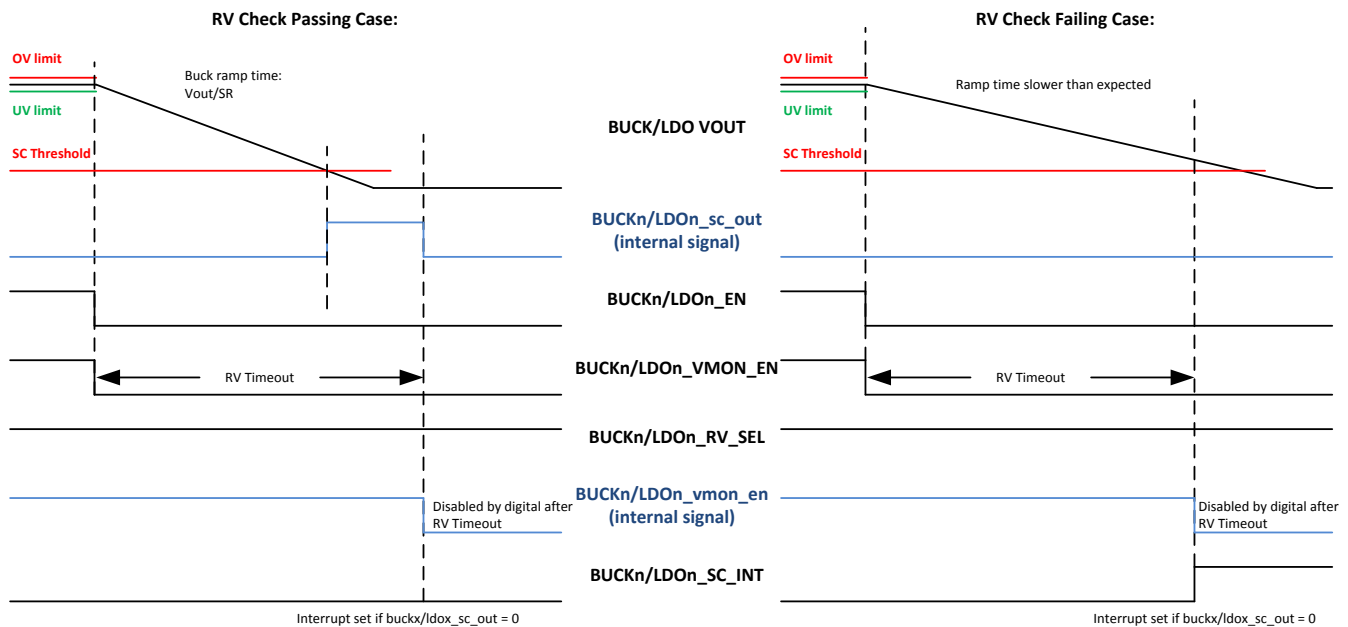 RV Check Passing Case:
OV limit
UV limit
SC Threshold
Buck ramp time:
Vout/SR
RV Timeout
Disabled by digital after
RV Timeout
Interrupt set if buckx/ldox_sc_out = 0
BUCK/LDO VOUT
BUCKn/LDOn_sc_out
(internal signal)
BUCKn/LDOn_EN
BUCKn/LDOn_VMON_EN
BUCKn/LDOn_RV_SEL
BUCKn/LDOn_vmon_en
(internal signal)
BUCKn/LDOn_SC_INT
RV Check Failing Case:
OV limit
UV limit
SC Threshold
Ramp time slower than expected
RV Timeout
Disabled by digital after
RV Timeout
Interrupt set if buckx/ldox_sc_out = 0